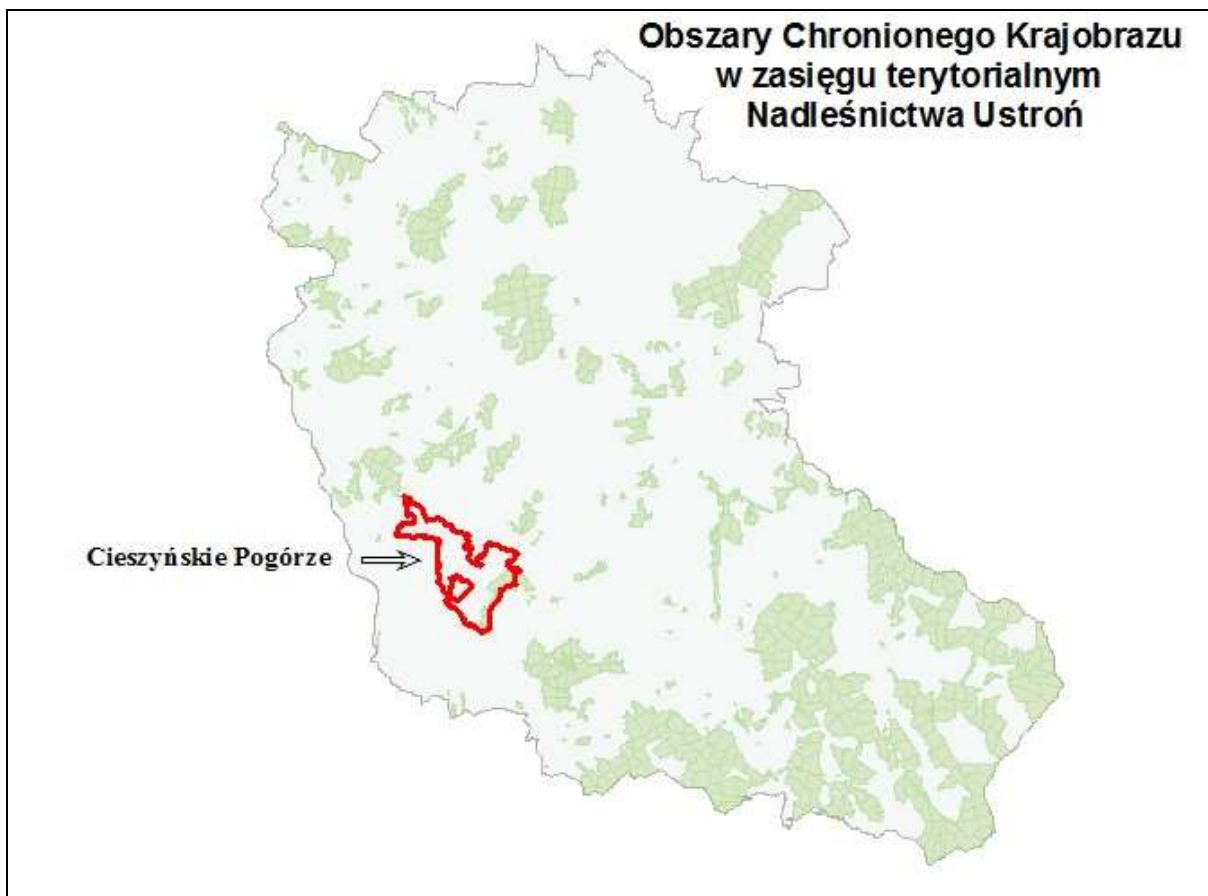 Obszary Chronionego Krajobrazu
w zasięgu terytorialnym
Nadleśnictwa Ustroń
Cieszyńskie Pogórze